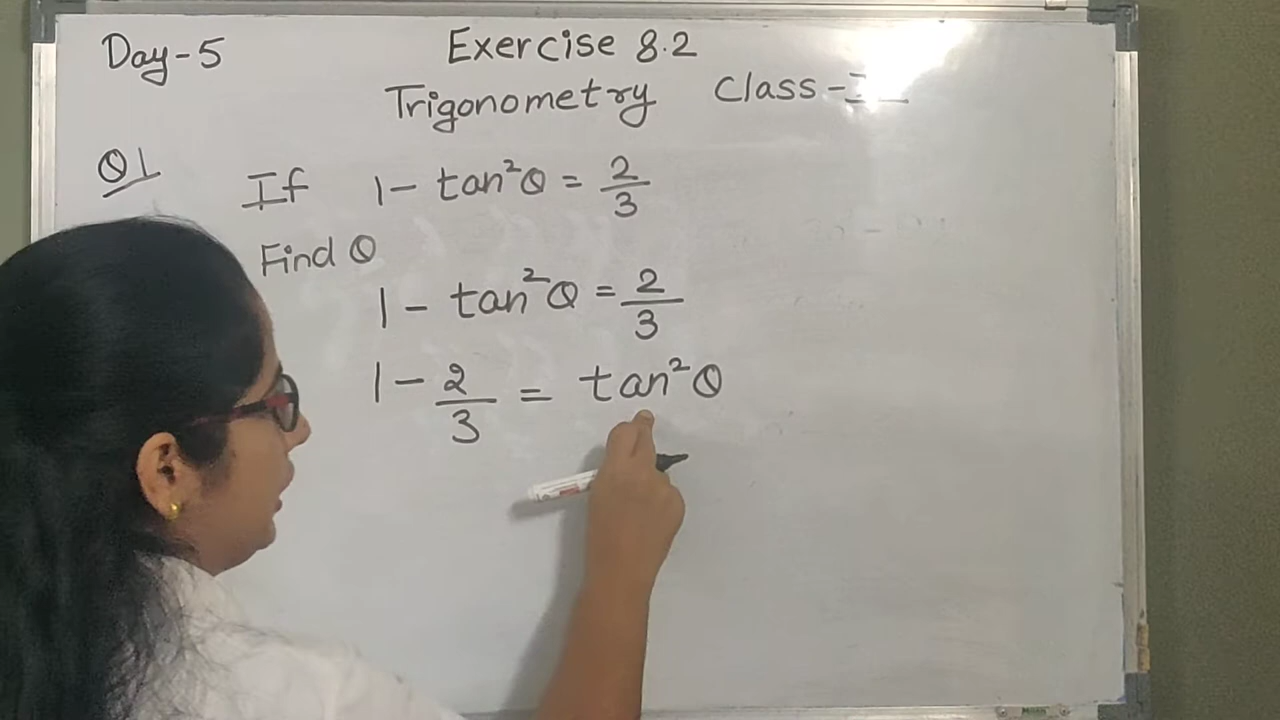 Day-5
Exercise 8.2
Trigonometry Class-
Q1 If 1 - tan²θ = 2/3
Find θ
1 - tan²θ = 2/3
1 - 2/3 = tan²θ